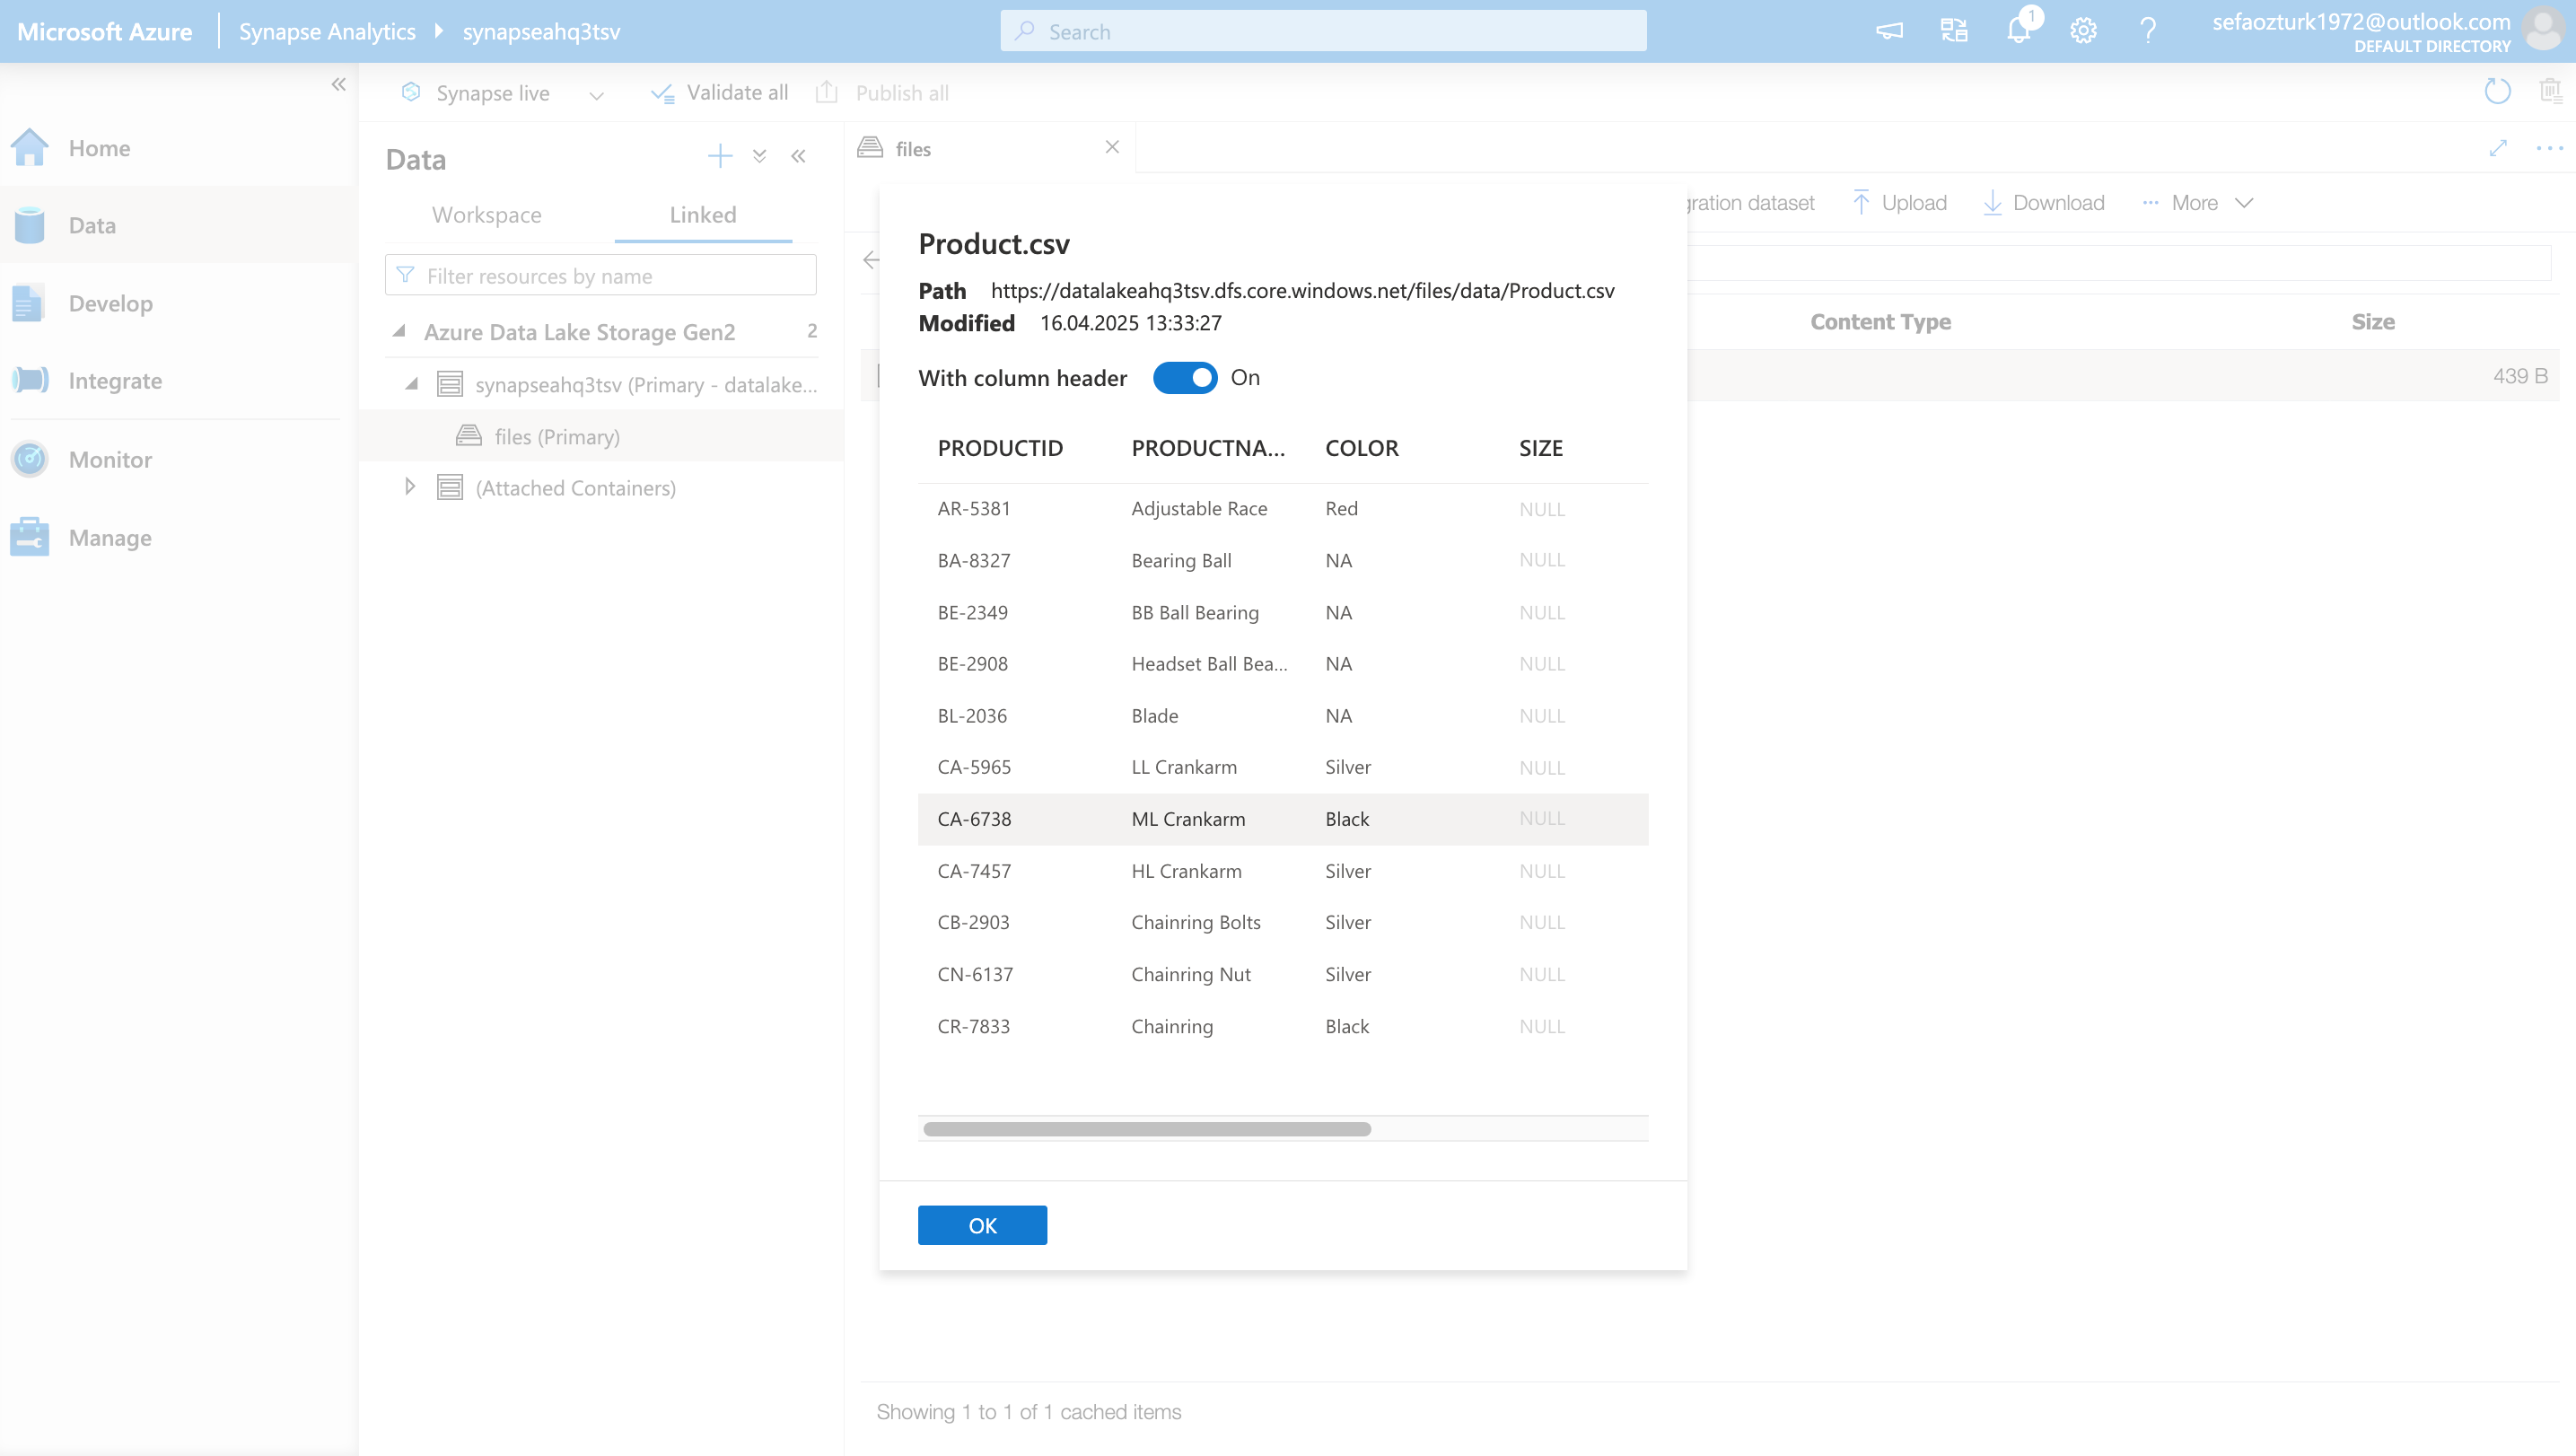 Microsoft Azure
Synapse Analytics
synapseahq3tsv
Search
1
sefaozturk1972@outlook.com
DEFAULT DIRECTORY
Synapse live
Validate all
Publish all
Home
Data
Develop
Integrate
Monitor
Manage
Data
Workspace
Linked
Filter resources by name
Azure Data Lake Storage Gen2
2
synapseahq3tsv (Primary - datalake...
files (Primary)
(Attached Containers)
files
gration dataset
Upload
Download
More
Content Type
Size
439 B
Product.csv
Path https://datalakeahq3tsv.dfs.core.windows.net/files/data/Product.csv
Modified 16.04.2025 13:33:27
With column header On
PRODUCTID PRODUCTNA... COLOR SIZE
AR-5381 Adjustable Race Red NULL
BA-8327 Bearing Ball NA NULL
BE-2349 BB Ball Bearing NA NULL
BE-2908 Headset Ball Bea... NA NULL
BL-2036 Blade NA NULL
CA-5965 LL Crankarm Silver NULL
CA-6738 ML Crankarm Black NULL
CA-7457 HL Crankarm Silver NULL
CB-2903 Chainring Bolts Silver NULL
CN-6137 Chainring Nut Silver NULL
CR-7833 Chainring Black NULL
OK
Showing 1 to 1 of 1 cached items